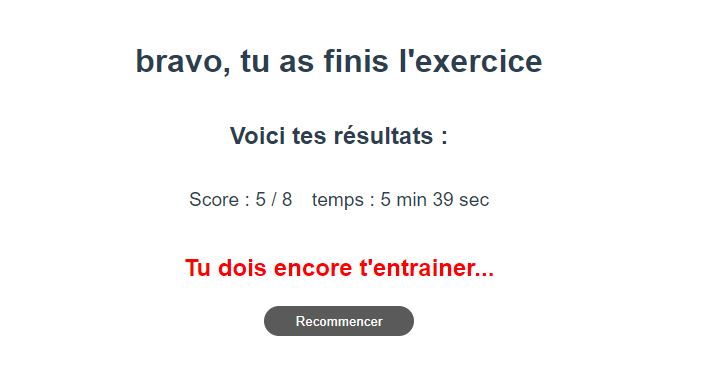 bravo, tu as finis l'exercice
Voici tes résultats :
Score : 5 / 8 temps : 5 min 39 sec
Tu dois encore t'entrainer...
Recommencer